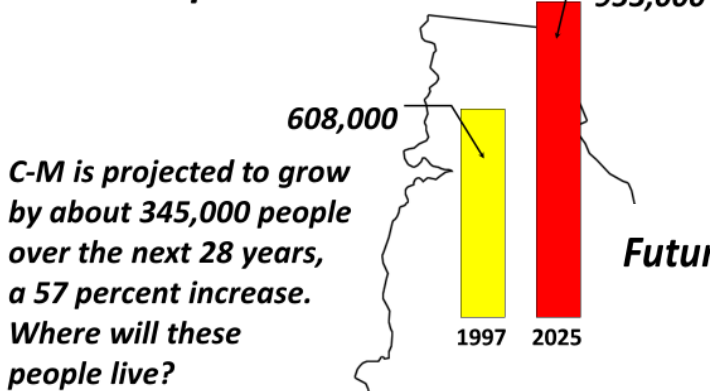 608,000
C-M is projected to grow
by about 345,000 people
over the next 28 years,
a 57 percent increase.
Where will these
people live?
1997 2025